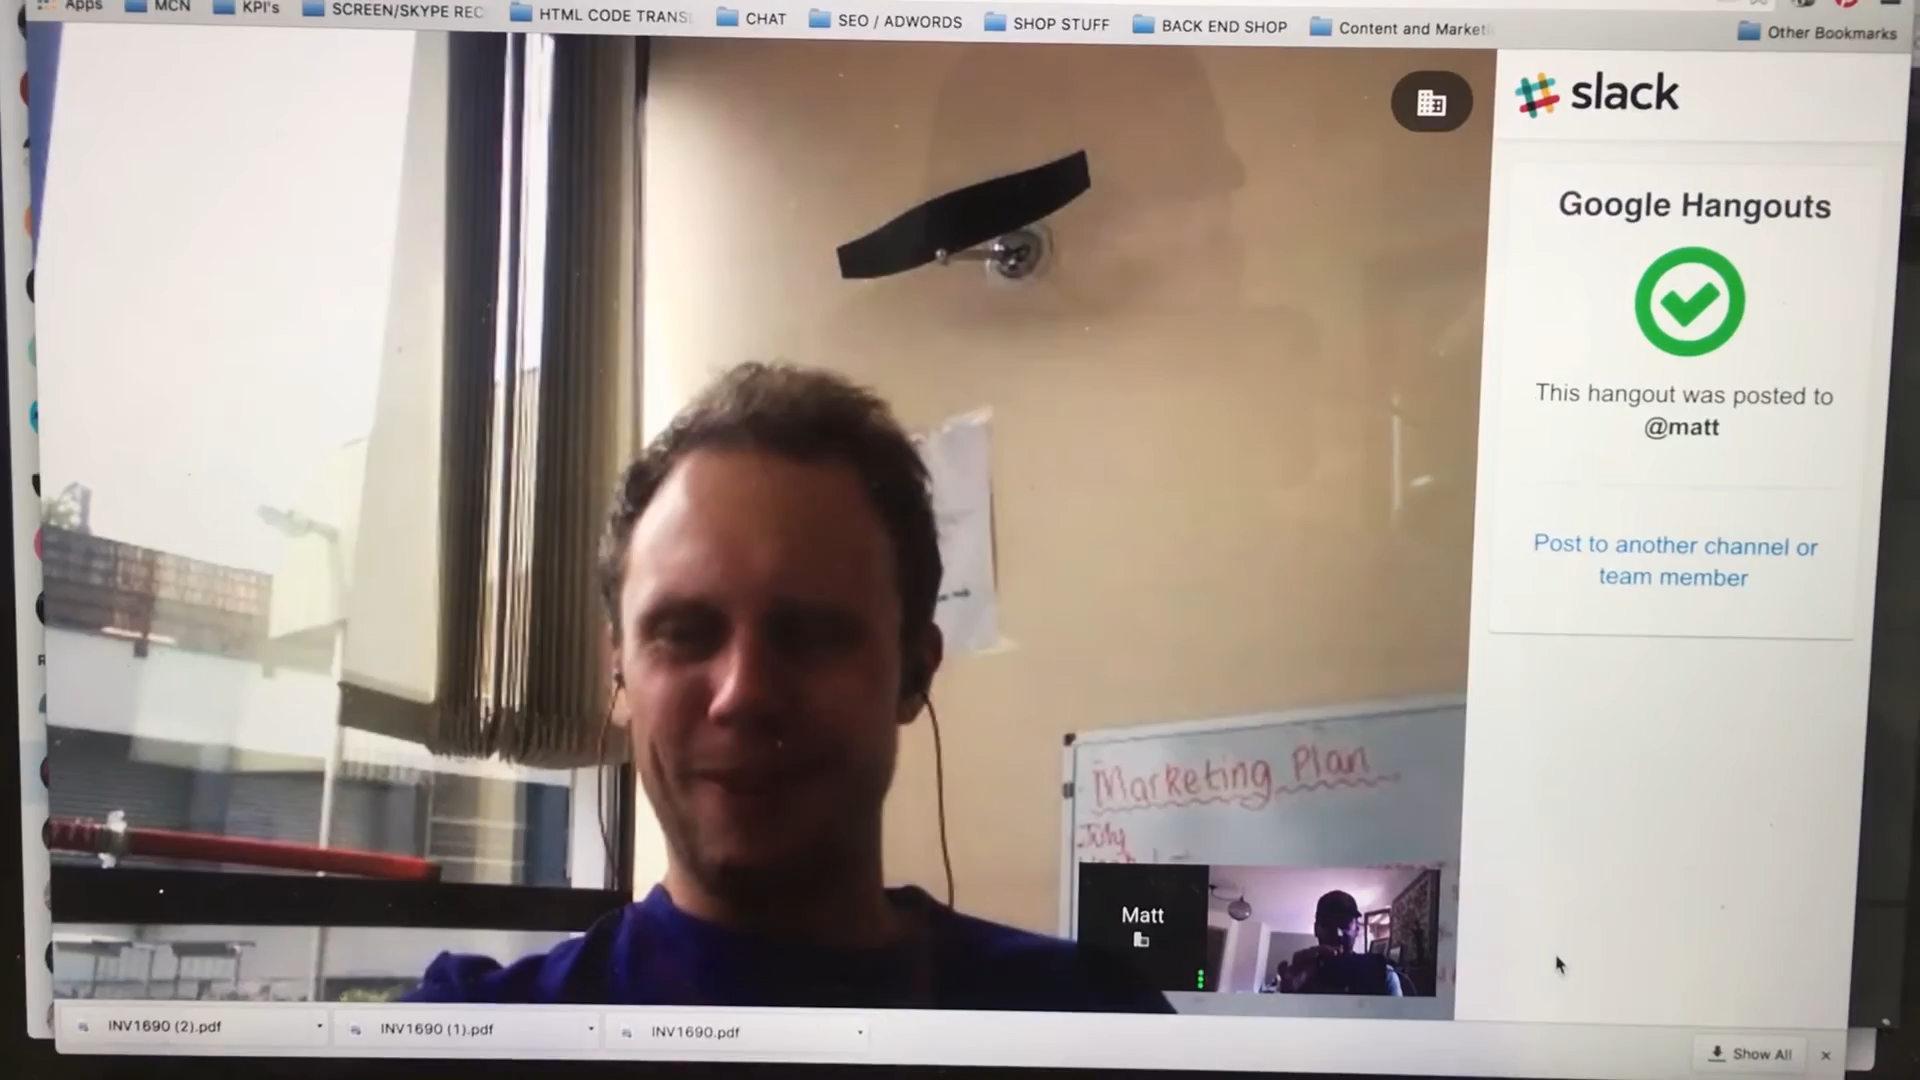 Apps
MCN
KPI's
SCREEN/SKYPE REC
HTML CODE TRANS
CHAT
SEO / ADWORDS
SHOP STUFF
BACK END SHOP
Content and Market
Other Bookmarks
slack
Google Hangouts
This hangout was posted to
@matt
Post to another channel or
team member
Marketing Plan
July
Matt
INV1690 (2).pdf
INV1690 (1).pdf
INV1690.pdf
Show All